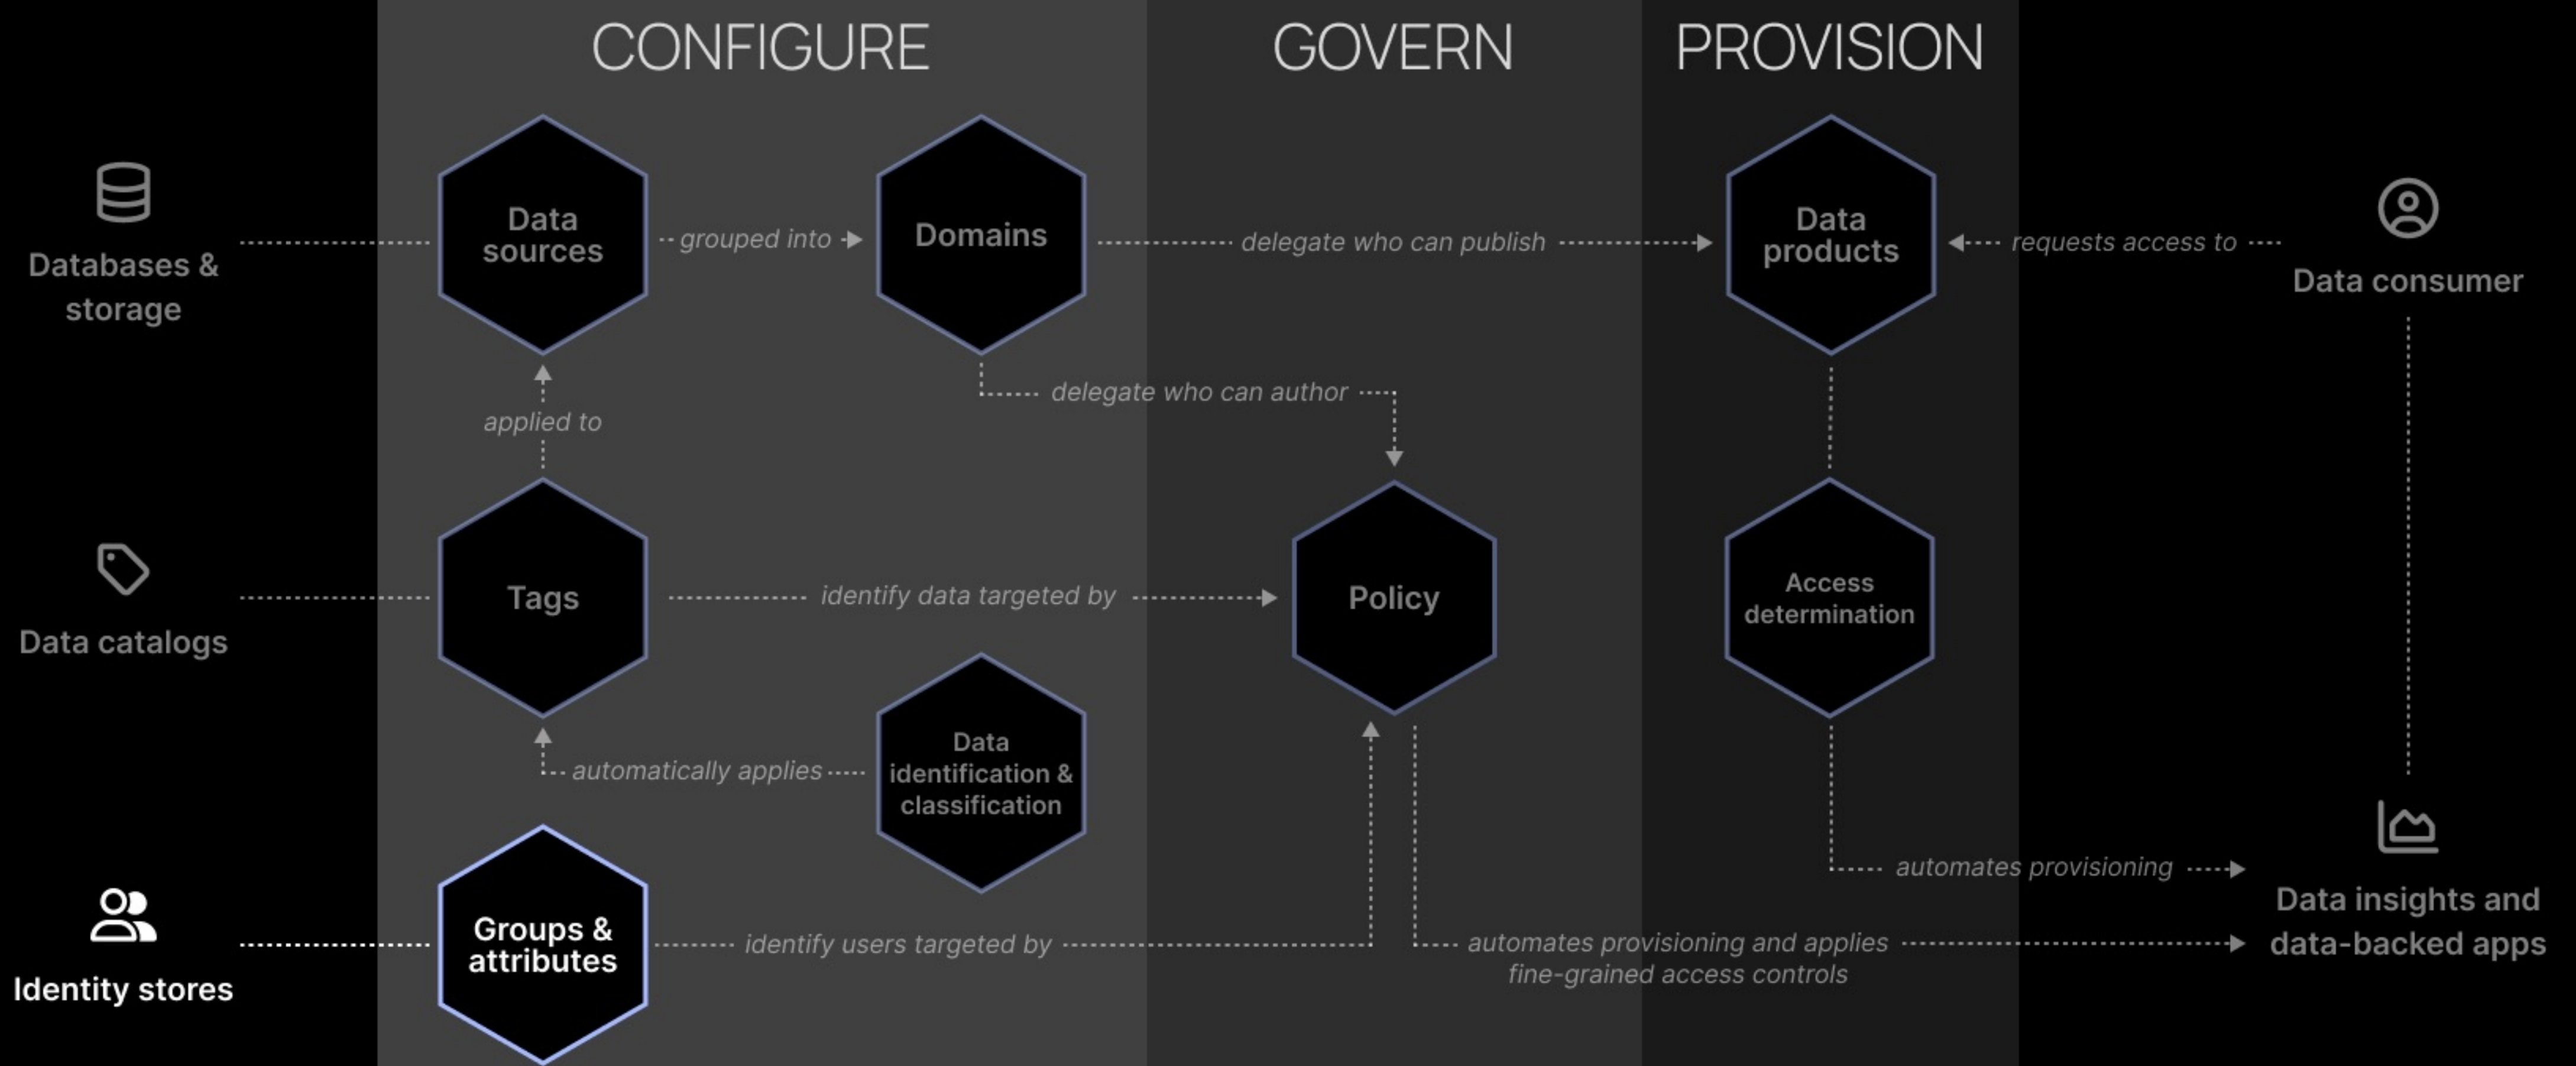 CONFIGURE
GOVERN
PROVISION
Databases &
storage
Data
sources
grouped into
Domains
delegate who can publish
Data
products
requests access to
Data consumer
applied to
delegate who can author
Data catalogs
Tags
identify data targeted by
Policy
Access
determination
automatically applies
Data
identification &
classification
automates provisioning
Identity stores
Groups &
attributes
identify users targeted by
automates provisioning and applies
fine-grained access controls
Data insights and
data-backed apps